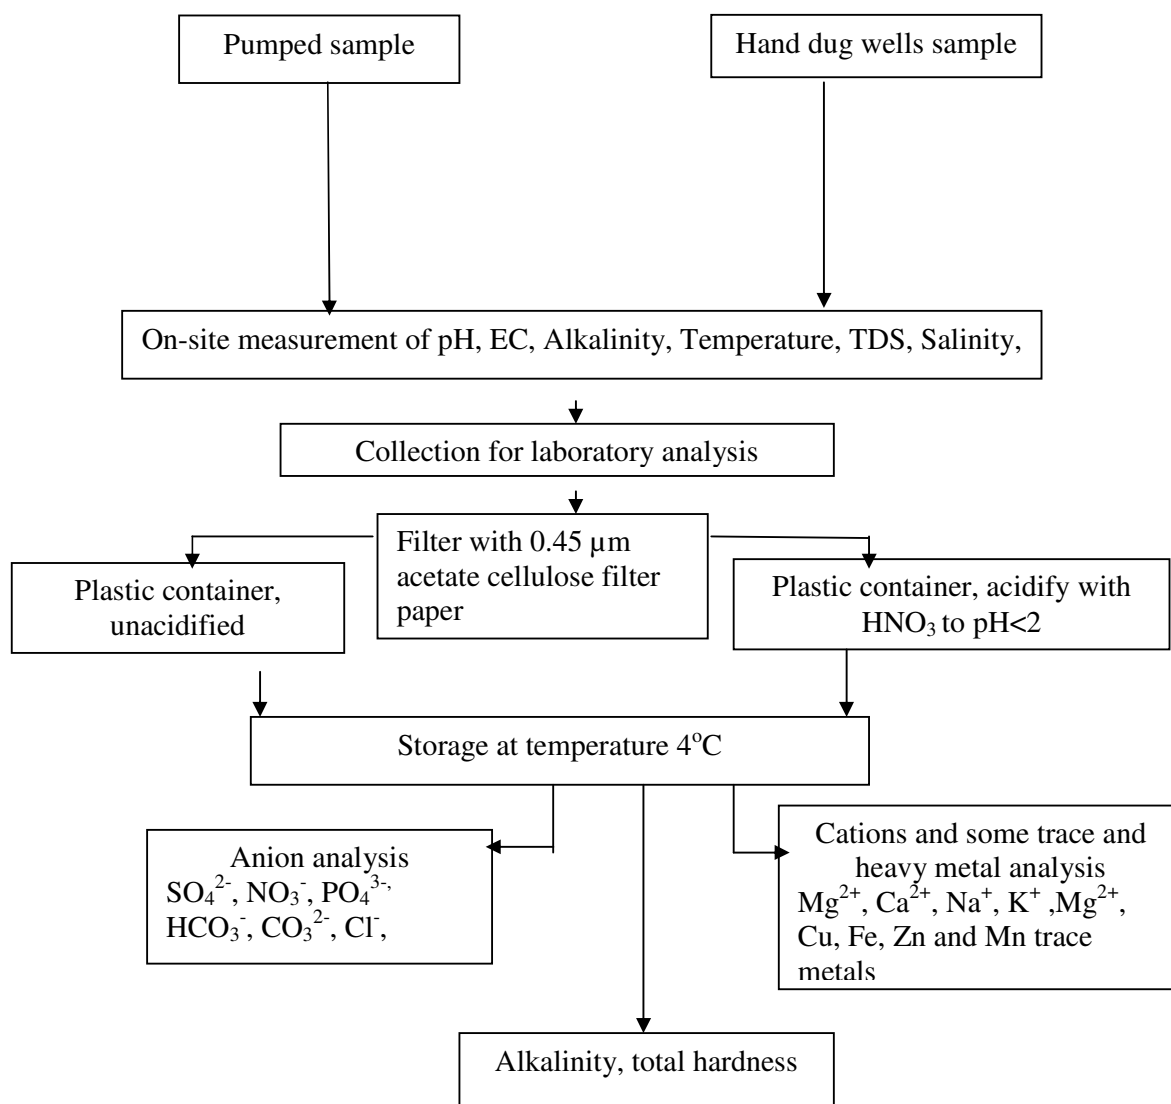 Pumped sample
Hand dug wells sample
On-site measurement of pH, EC, Alkalinity, Temperature, TDS, Salinity,
Collection for laboratory analysis
Filter with 0.45 µm
acetate cellulose filter
paper
Plastic container,
unacidified
Plastic container, acidify with
HNO₃ to pH<2
Storage at temperature 4°C
Anion analysis
SO₄²⁻, NO₃⁻, PO₄³⁻,
HCO₃⁻, CO₃²⁻, Cl⁻,
Cations and some trace and
heavy metal analysis
Mg²⁺, Ca²⁺, Na⁺, K⁺ ,Mg²⁺,
Cu, Fe, Zn and Mn trace
metals
Alkalinity, total hardness